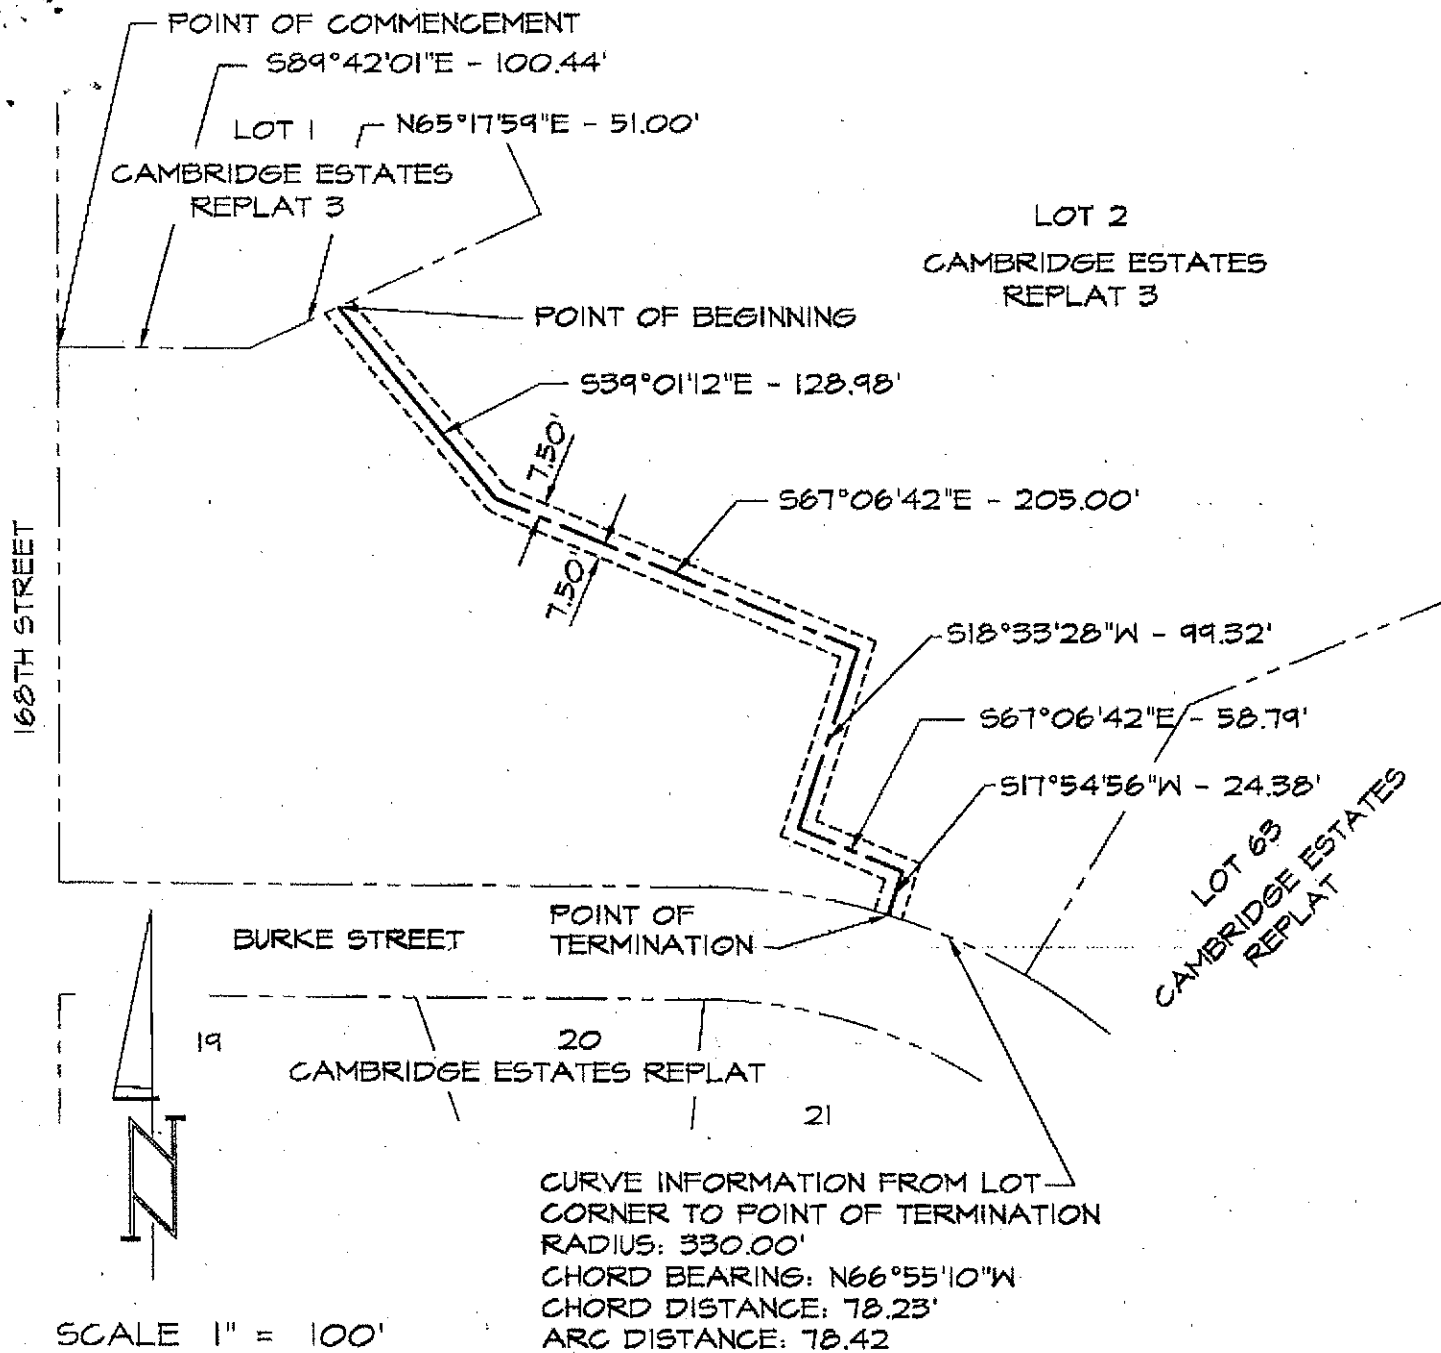 POINT OF COMMENCEMENT
S89°42'01"E - 100.44'
LOT 1
N65°17'59"E - 51.00'
CAMBRIDGE ESTATES
REPLAT 3
LOT 2
CAMBRIDGE ESTATES
REPLAT 3
POINT OF BEGINNING
S39°01'12"E - 128.98'
7.50'
S67°06'42"E - 205.00'
7.50'
168TH STREET
S18°33'28"W - 99.32'
S67°06'42"E - 58.79'
S17°54'56"W - 24.38'
LOT 63
CAMBRIDGE ESTATES
REPLAT
POINT OF
TERMINATION
BURKE STREET
19
20
CAMBRIDGE ESTATES REPLAT
21
N
CURVE INFORMATION FROM LOT
CORNER TO POINT OF TERMINATION
RADIUS: 330.00'
CHORD BEARING: N66°55'10"W
CHORD DISTANCE: 78.23'
ARC DISTANCE: 78.42
SCALE 1" = 100'